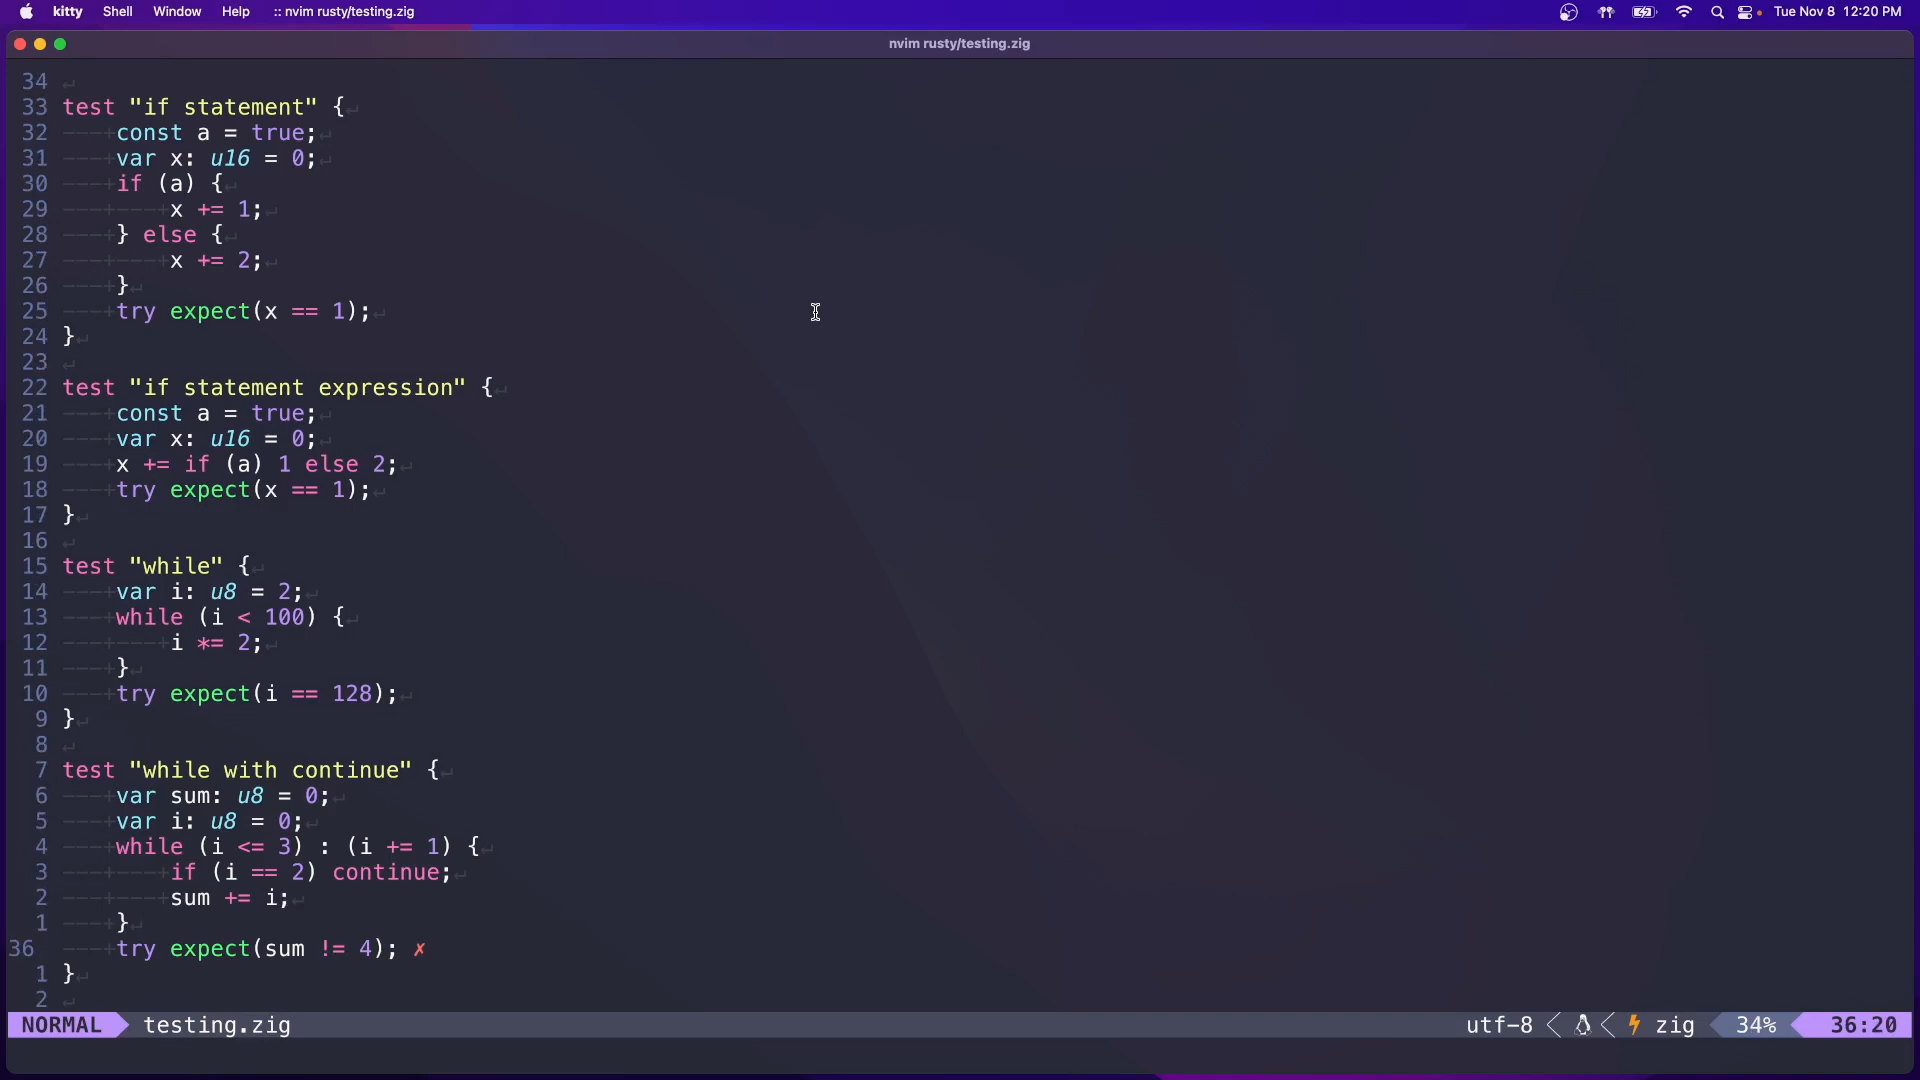 kitty Shell Window Help :: nvim rusty/testing.zig Tue Nov 8 12:20 PM
nvim rusty/testing.zig
34
33 test "if statement" {
32 const a = true;
31 var x: u16 = 0;
30 if (a) {
29 x += 1;
28 } else {
27 x += 2;
26 }
25 try expect(x == 1);
24 }
23
22 test "if statement expression" {
21 const a = true;
20 var x: u16 = 0;
19 x += if (a) 1 else 2;
18 try expect(x == 1);
17 }
16
15 test "while" {
14 var i: u8 = 2;
13 while (i < 100) {
12 i *= 2;
11 }
10 try expect(i == 128);
9 }
8
7 test "while with continue" {
6 var sum: u8 = 0;
5 var i: u8 = 0;
4 while (i <= 3) : (i += 1) {
3 if (i == 2) continue;
2 sum += i;
1 }
36 try expect(sum != 4); ✗
1 }
2
NORMAL testing.zig utf-8 zig 34% 36:20